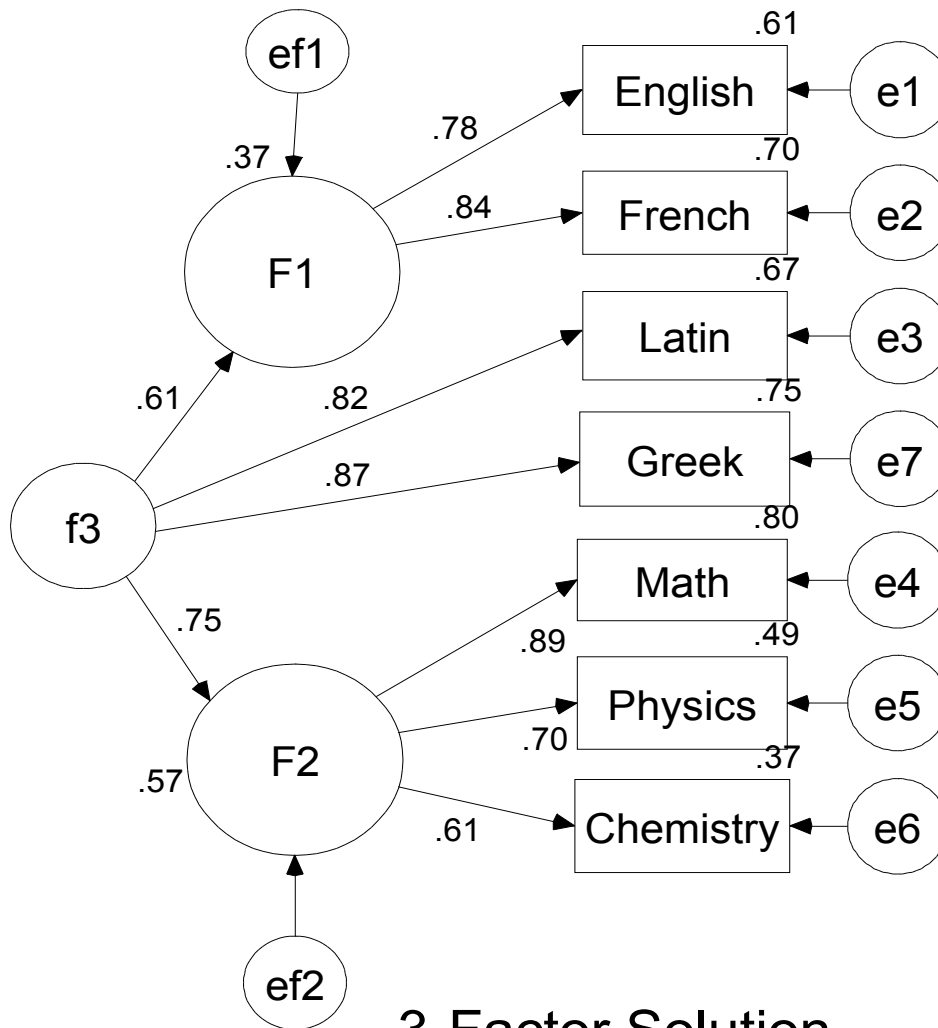 .61
ef1
English
e1
.78
.37
.70
.84
French
e2
F1
.67
Latin
e3
.61
.82
.75
.87
Greek
e7
f3
.80
Math
e4
.75
.89
.49
Physics
e5
.70
F2
.57
.37
.61
Chemistry
e6
ef2
3 Factor Solution